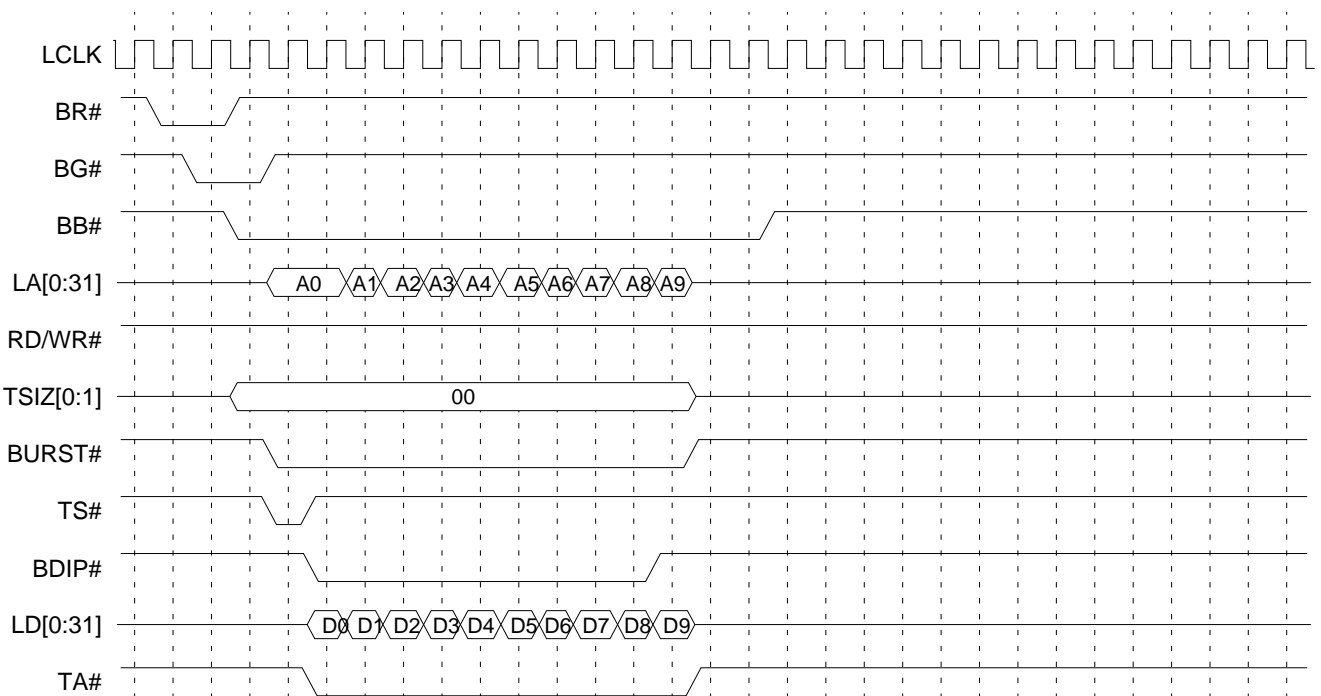 LCLK
BR#
BG#
BB#
LA[0:31] A0 A1 A2 A3 A4 A5 A6 A7 A8 A9
RD/WR#
TSIZ[0:1] 00
BURST#
TS#
BDIP#
LD[0:31] D0 D1 D2 D3 D4 D5 D6 D7 D8 D9
TA#